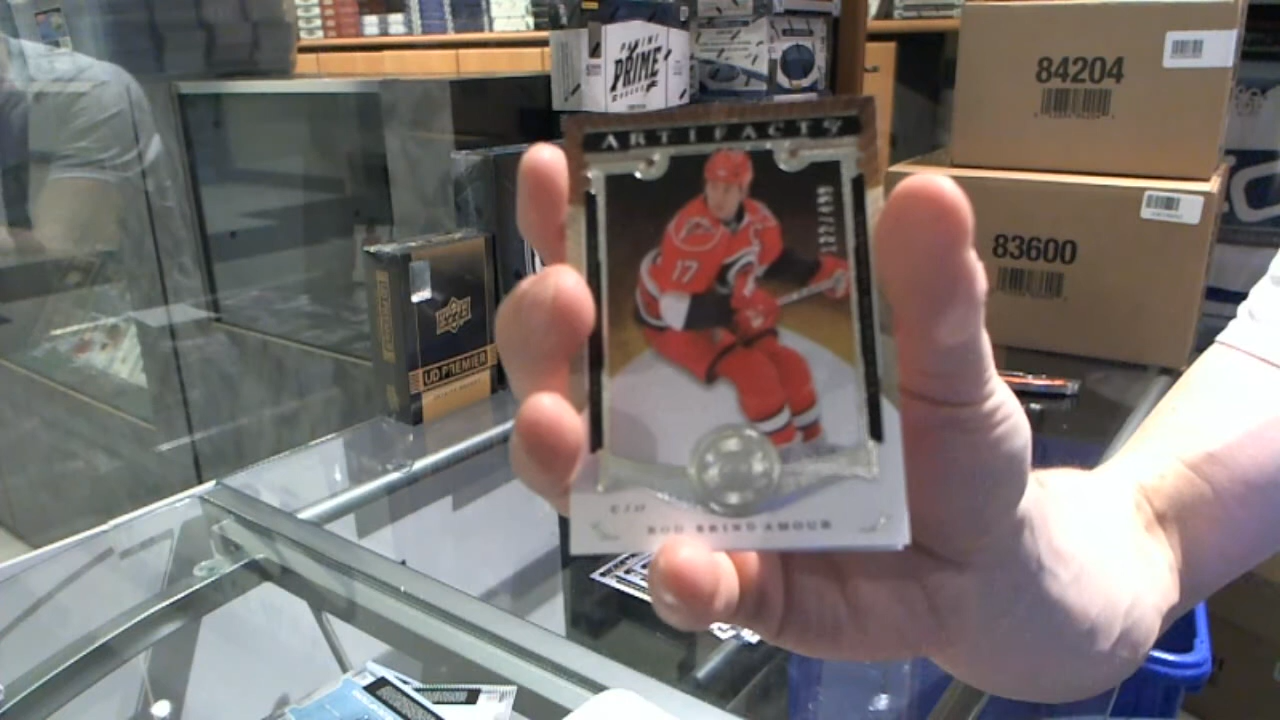 PANINI
PRIME
84204
83600
ARTIFACTS
122/499
17
UD PREMIER
ROD BRIND'AMOUR